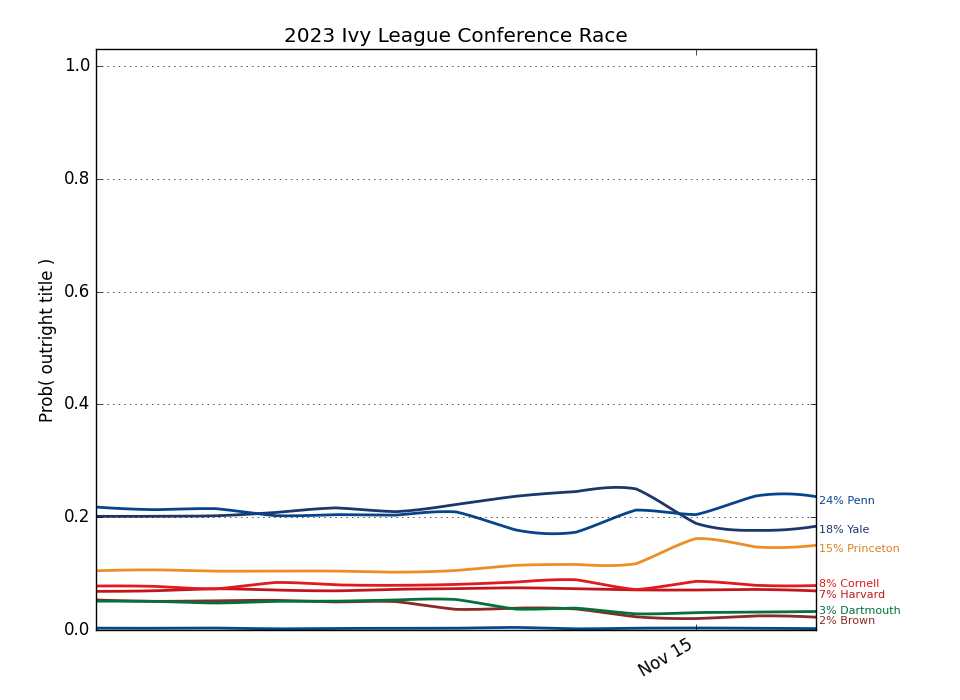 2023 Ivy League Conference Race
Prob( outright title )
1.0
0.8
0.6
0.4
0.2
0.0
24% Penn
18% Yale
15% Princeton
8% Cornell
7% Harvard
3% Dartmouth
2% Brown
Nov 15